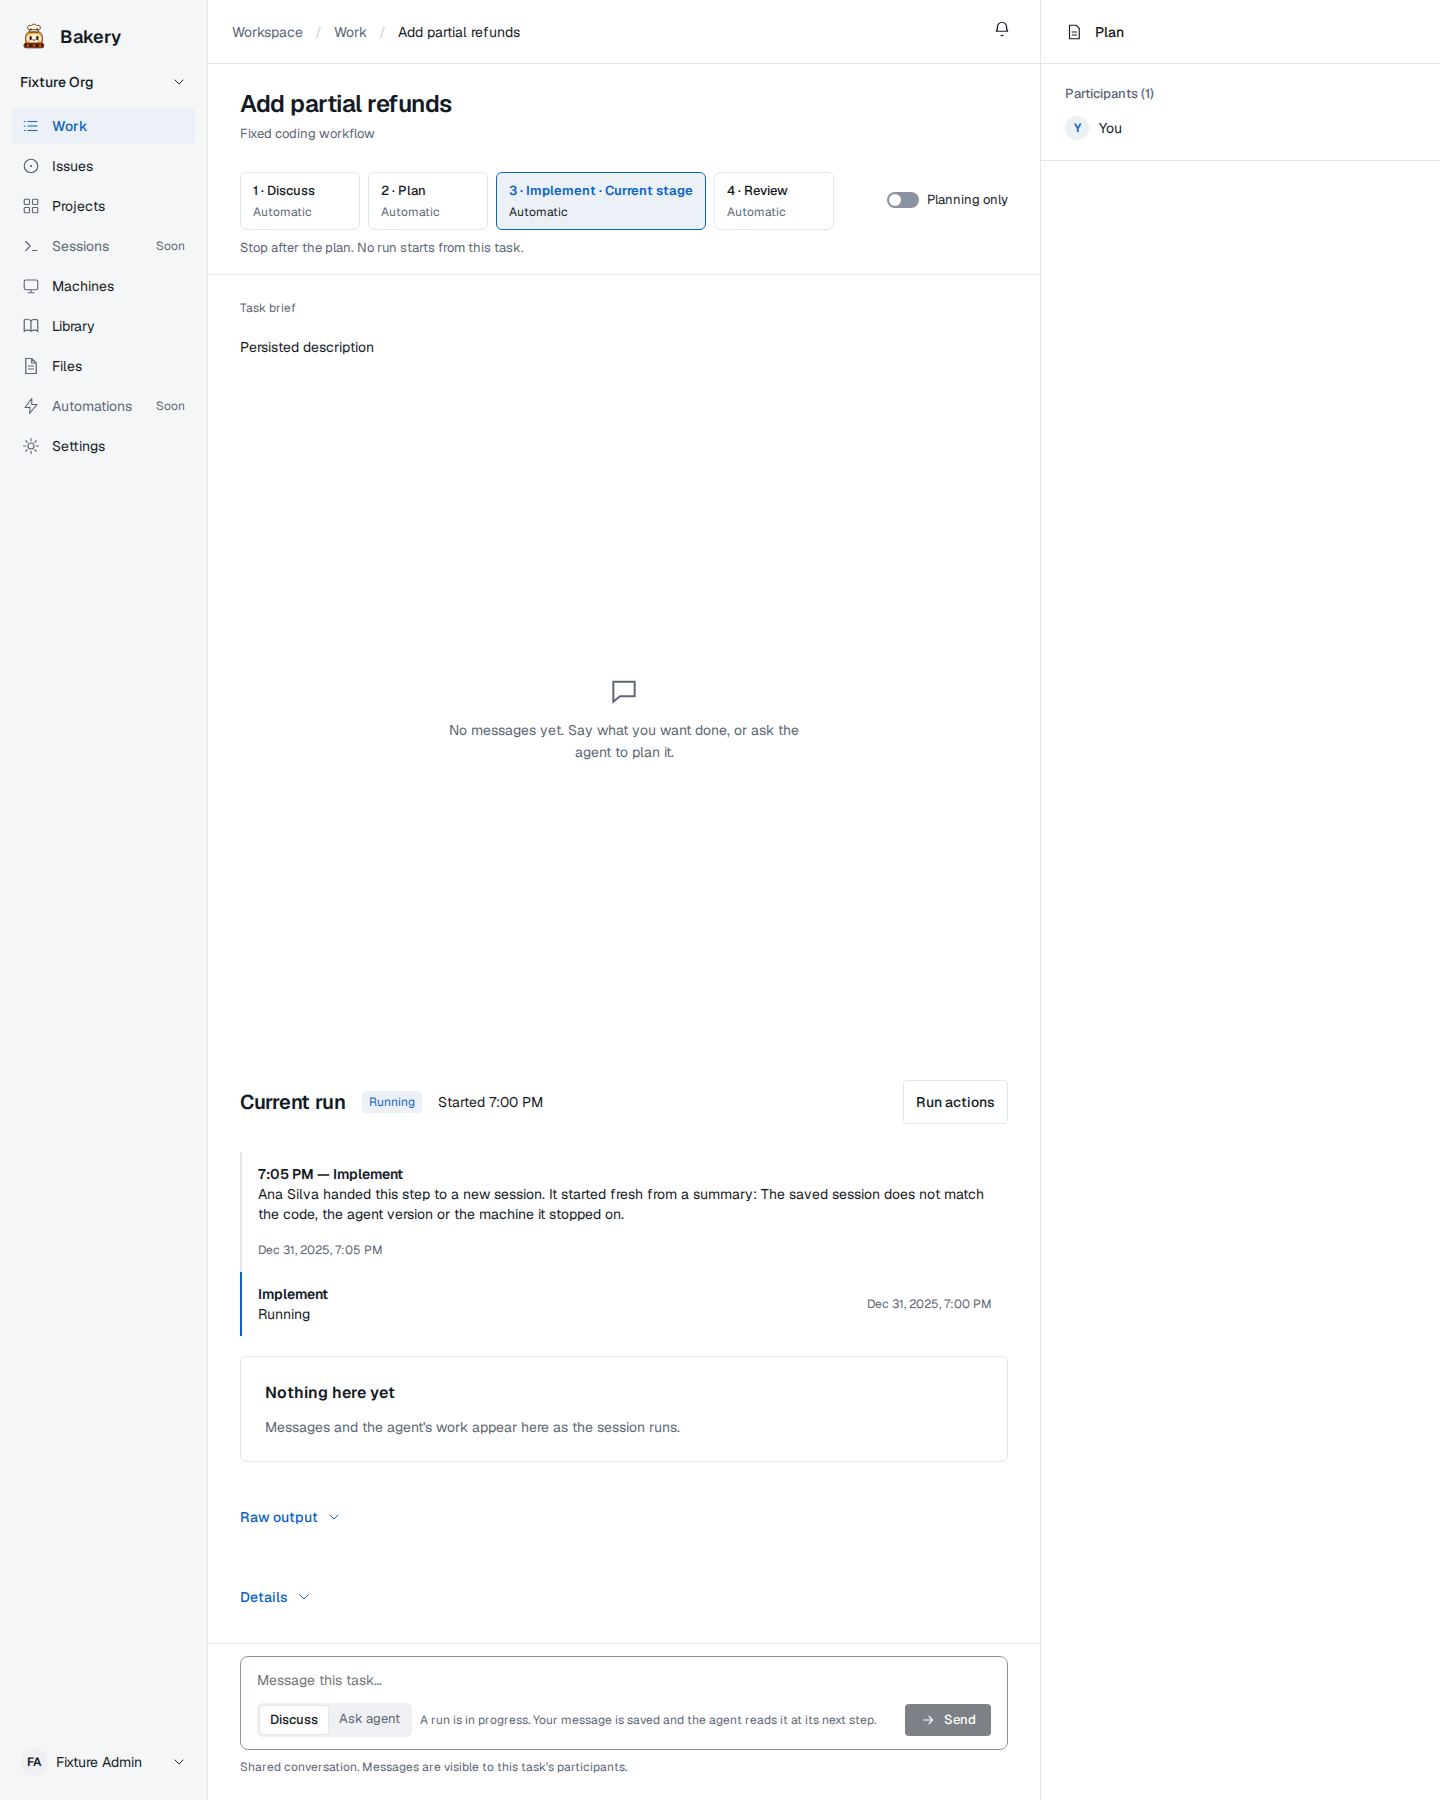 Bakery
Fixture Org
Work
Issues
Projects
Sessions Soon
Machines
Library
Files
Automations Soon
Settings
FA Fixture Admin
Workspace / Work / Add partial refunds
Add partial refunds
Fixed coding workflow
1 · Discuss
Automatic
2 · Plan
Automatic
3 · Implement · Current stage
Automatic
4 · Review
Automatic
Planning only
Stop after the plan. No run starts from this task.
Task brief
Persisted description
No messages yet. Say what you want done, or ask the
agent to plan it.
Current run Running Started 7:00 PM Run actions
7:05 PM — Implement
Ana Silva handed this step to a new session. It started fresh from a summary: The saved session does not match
the code, the agent version or the machine it stopped on.
Dec 31, 2025, 7:05 PM
Implement
Running
Dec 31, 2025, 7:00 PM
Nothing here yet
Messages and the agent's work appear here as the session runs.
Raw output
Details
Message this task...
Discuss Ask agent A run is in progress. Your message is saved and the agent reads it at its next step. Send
Shared conversation. Messages are visible to this task's participants.
Plan
Participants (1)
Y You